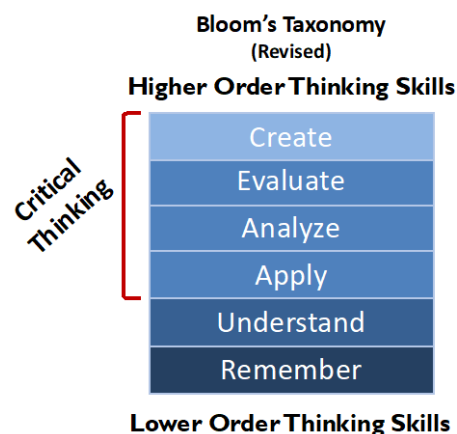 Bloom's Taxonomy
(Revised)
Higher Order Thinking Skills
Critical
Thinking
Create
Evaluate
Analyze
Apply
Understand
Remember
Lower Order Thinking Skills